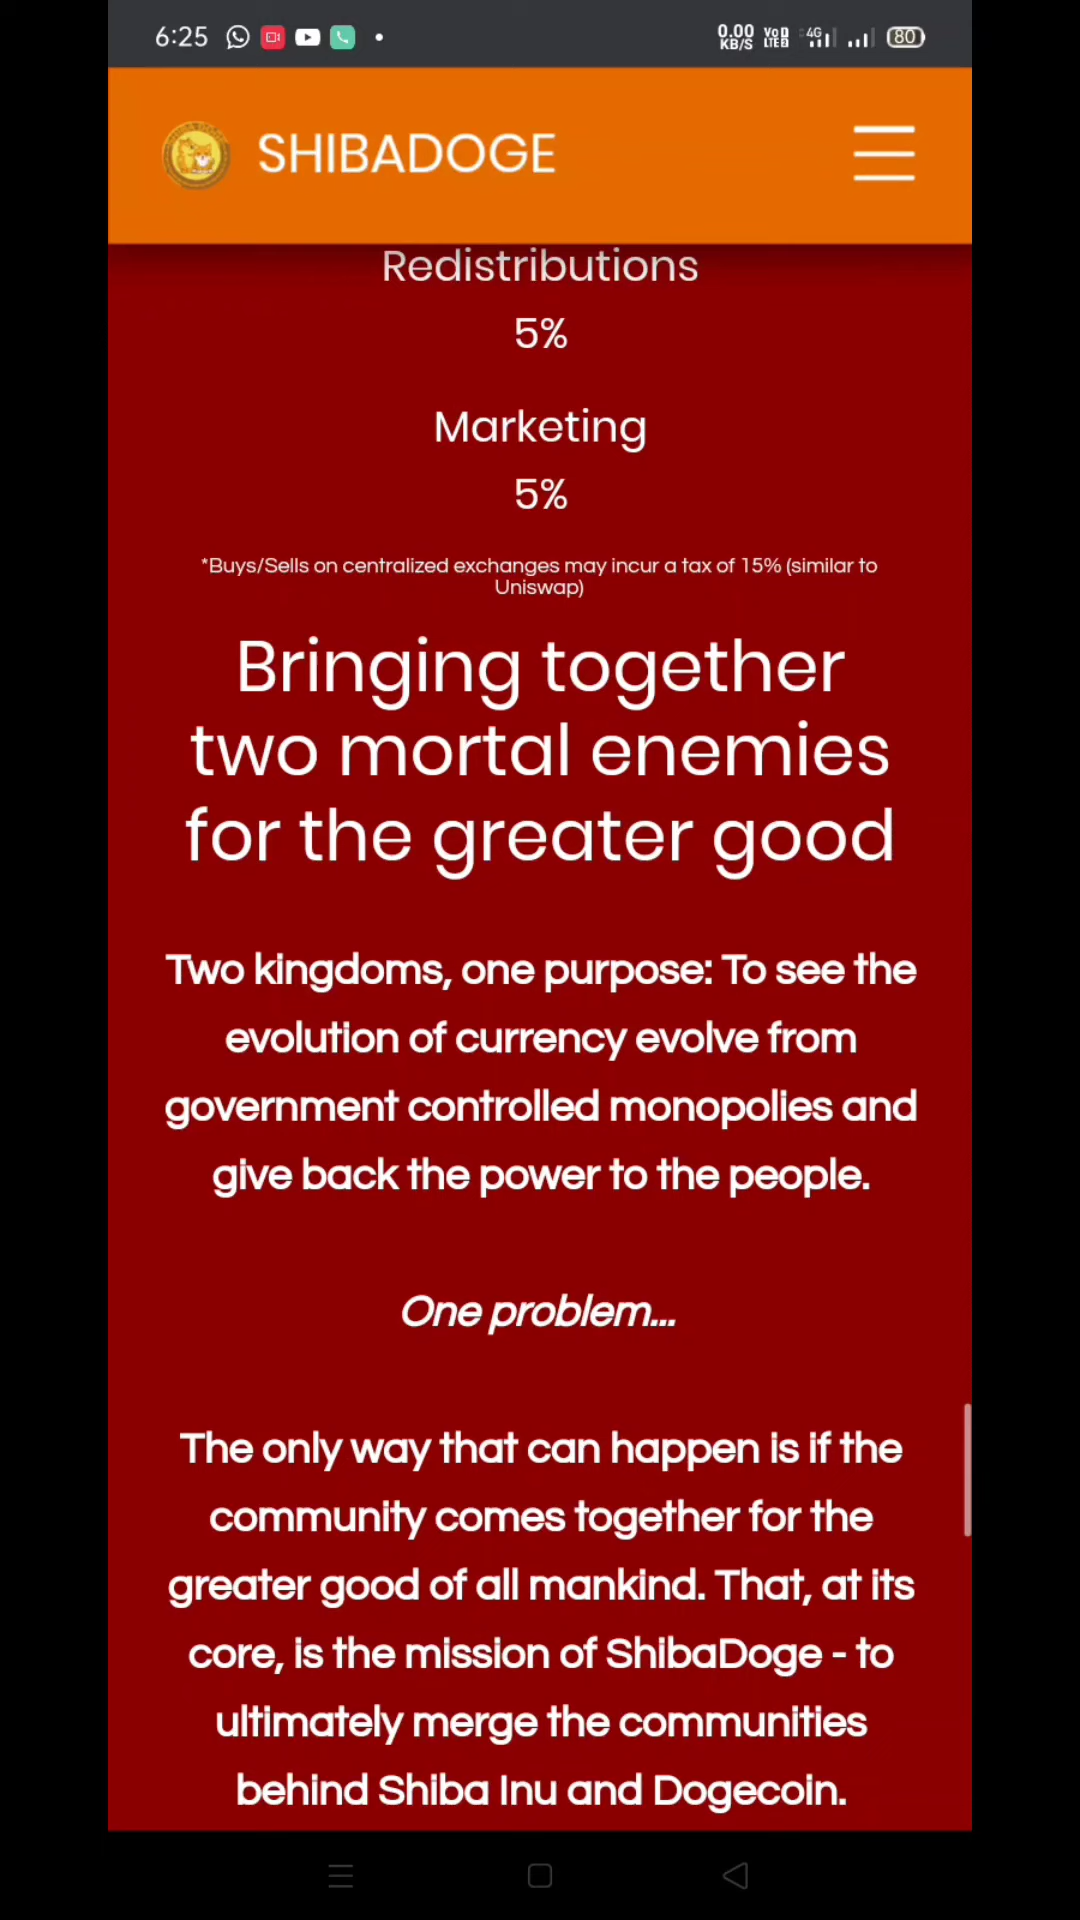 6:25
0.00 KB/S VoD LTE 4G 80
SHIBADOGE
Redistributions
5%
Marketing
5%
*Buys/Sells on centralized exchanges may incur a tax of 15% (similar to
Uniswap)
Bringing together
two mortal enemies
for the greater good
Two kingdoms, one purpose: To see the
evolution of currency evolve from
government controlled monopolies and
give back the power to the people.
One problem...
The only way that can happen is if the
community comes together for the
greater good of all mankind. That, at its
core, is the mission of ShibaDoge - to
ultimately merge the communities
behind Shiba Inu and Dogecoin.